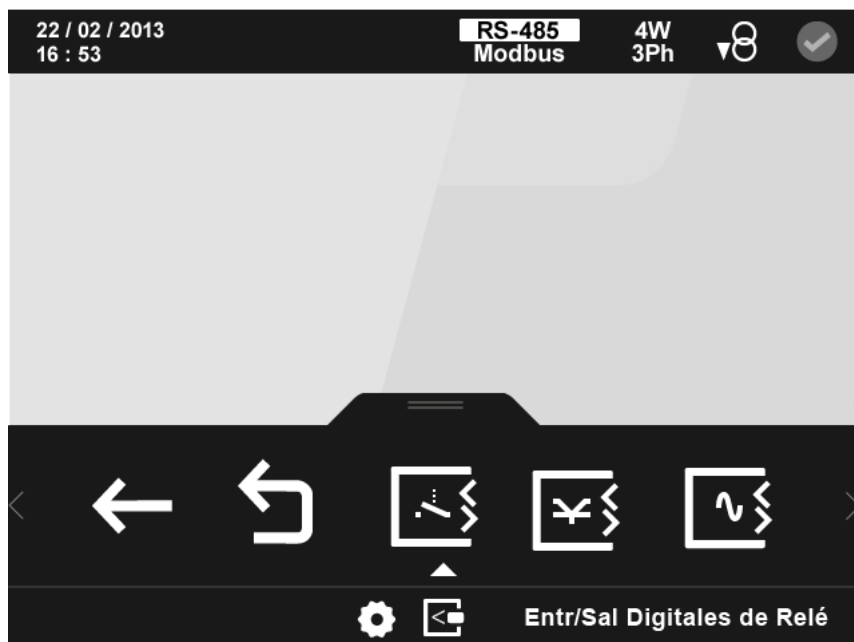 22 / 02 / 2013
16 : 53
RS-485
Modbus
4W
3Ph
Entr/Sal Digitales de Relé